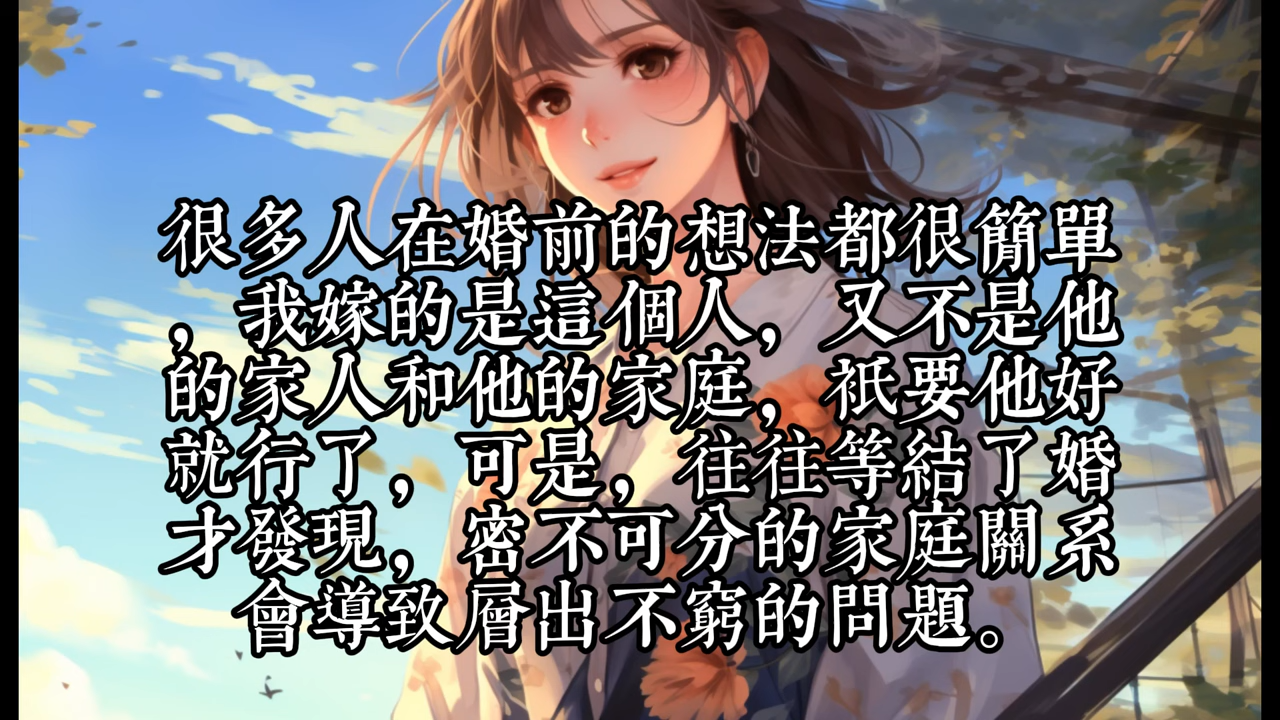 很多人在婚前的想法都很簡單
，我嫁的是這個人，又不是他
的家人和他的家庭，祇要他好
就行了，可是，往往等結了婚
才發現，密不可分的家庭關系
會導致層出不窮的問題。